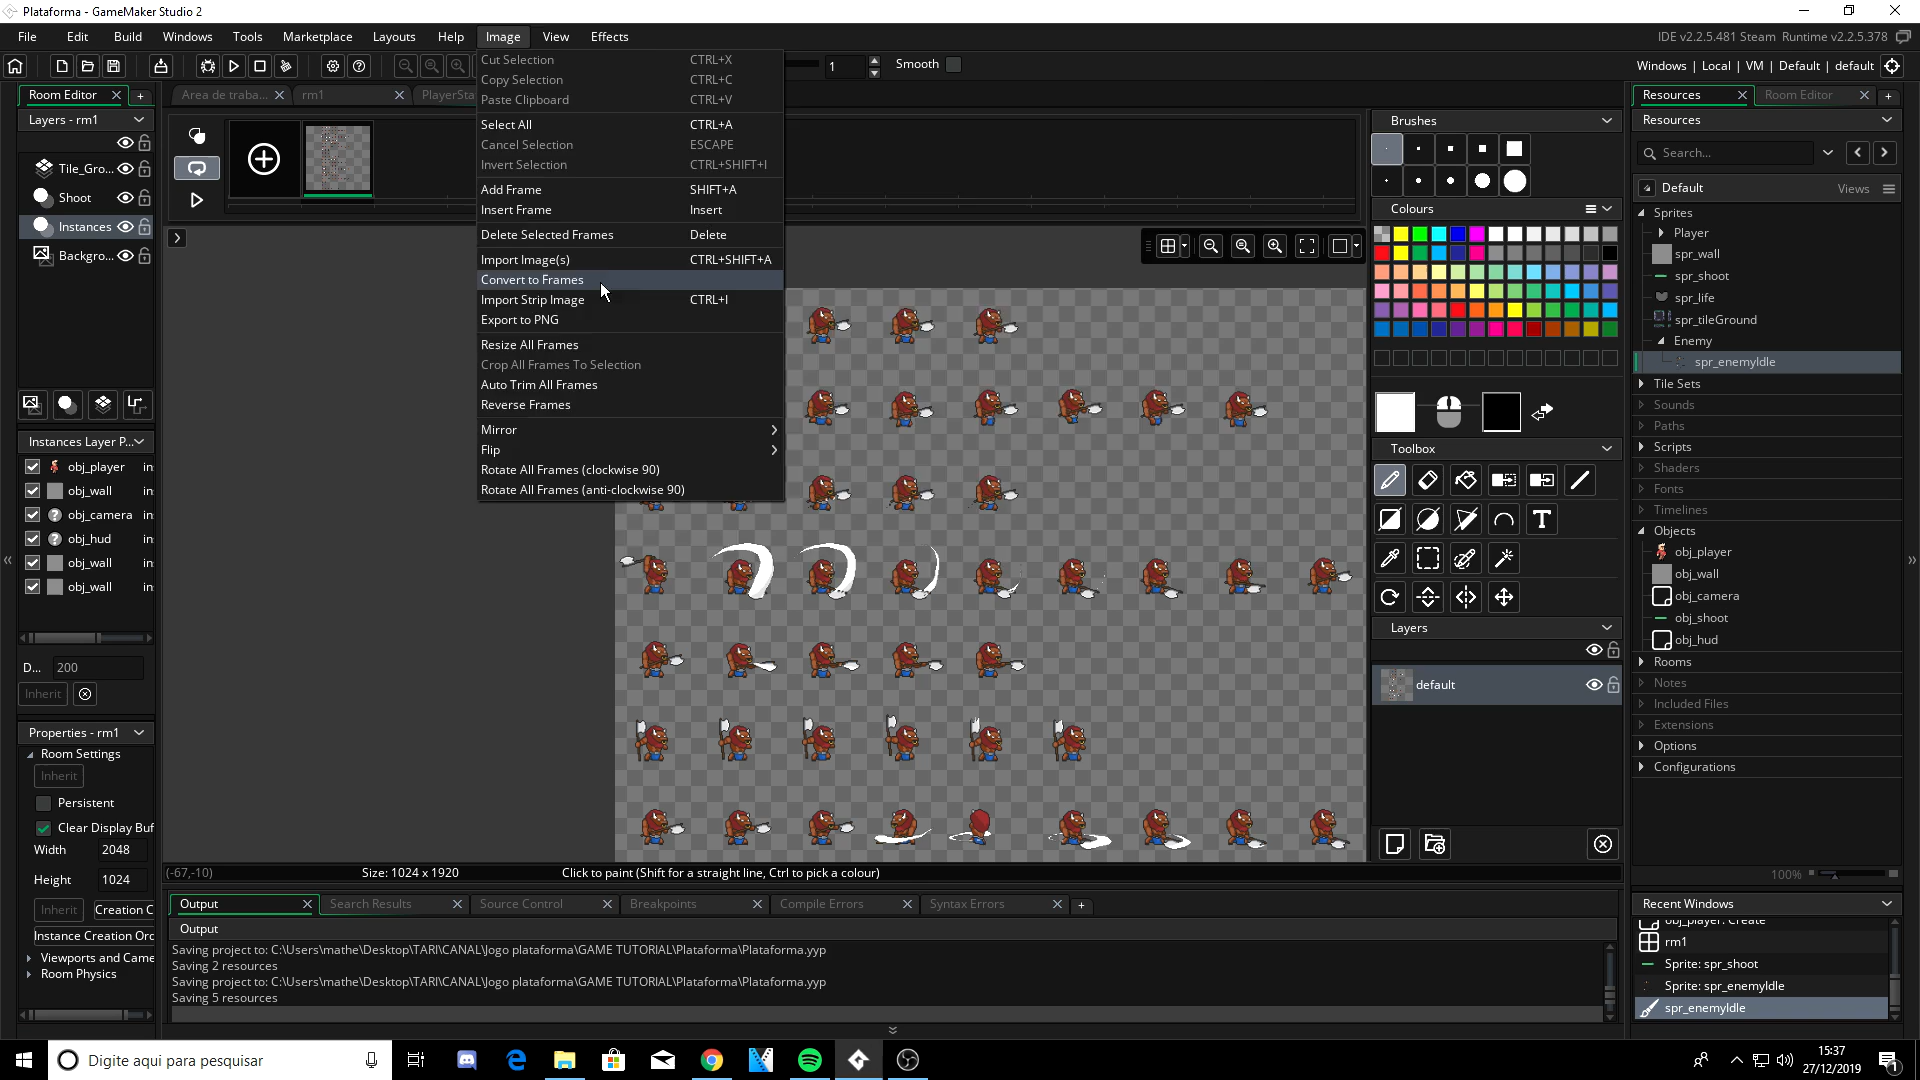 Plataforma - GameMaker Studio 2
File Edit Build Windows Tools Marketplace Layouts Help Image View Effects
IDE v2.2.5.481 Steam Runtime v2.2.5.378
1 Smooth
Windows | Local | VM | Default | default
Room Editor
Area de traba...
rm1
PlayerSta
Layers - rm1
Tile_Gro...
Shoot
Instances
Backgro...
Cut Selection CTRL+X
Copy Selection CTRL+C
Paste Clipboard CTRL+V
Select All CTRL+A
Cancel Selection ESCAPE
Invert Selection CTRL+SHIFT+I
Add Frame SHIFT+A
Insert Frame Insert
Delete Selected Frames Delete
Import Image(s) CTRL+SHIFT+A
Convert to Frames
Import Strip Image CTRL+I
Export to PNG
Resize All Frames
Crop All Frames To Selection
Auto Trim All Frames
Reverse Frames
Mirror
Flip
Rotate All Frames (clockwise 90)
Rotate All Frames (anti-clockwise 90)
Instances Layer P...
obj_player in
obj_wall in
obj_camera in
obj_hud in
obj_wall in
obj_wall in
D... 200
Inherit
Properties - rm1
Room Settings
Inherit
Persistent
Clear Display Buf
Width 2048
Height 1024
Inherit Creation C
Instance Creation Ord
Viewports and Came
Room Physics
(-67,-10) Size: 1024 x 1920 Click to paint (Shift for a straight line, Ctrl to pick a colour)
Output Search Results Source Control Breakpoints Compile Errors Syntax Errors
Output
Saving project to: C:\Users\mathe\Desktop\TARI\CANAL\Jogo plataforma\GAME TUTORIAL\Plataforma\Plataforma.yyp
Saving 2 resources
Saving project to: C:\Users\mathe\Desktop\TARI\CANAL\Jogo plataforma\GAME TUTORIAL\Plataforma\Plataforma.yyp
Saving 5 resources
Brushes
Colours
Toolbox
T
Layers
default
Resources Room Editor
Resources
Search...
Default Views
Sprites
Player
spr_wall
spr_shoot
spr_life
spr_tileGround
Enemy
spr_enemyIdle
Tile Sets
Sounds
Paths
Scripts
Shaders
Fonts
Timelines
Objects
obj_player
obj_wall
obj_camera
obj_shoot
obj_hud
Rooms
Notes
Included Files
Extensions
Options
Configurations
100%
Recent Windows
obj_player: Create
rm1
Sprite: spr_shoot
Sprite: spr_enemyIdle
spr_enemyIdle
Digite aqui para pesquisar
15:37
27/12/2019
1